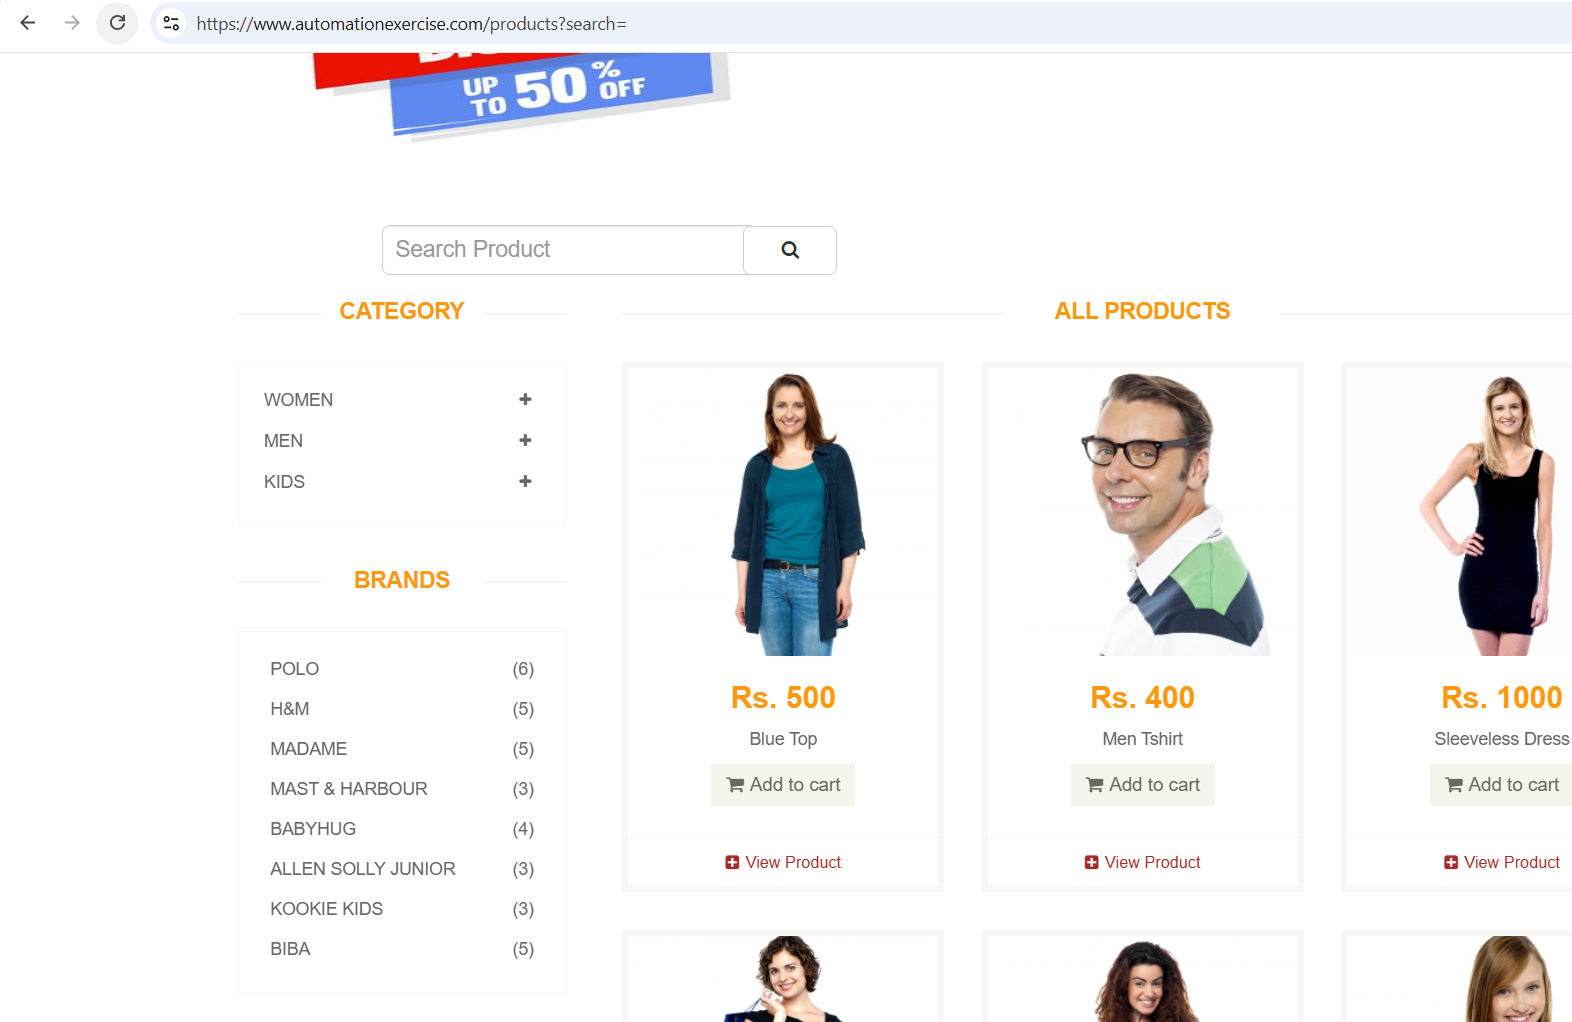 https://www.automationexercise.com/products?search=
UP TO 50% OFF
Search Product
CATEGORY
WOMEN
MEN
KIDS
BRANDS
POLO (6)
H&M (5)
MADAME (5)
MAST & HARBOUR (3)
BABYHUG (4)
ALLEN SOLLY JUNIOR (3)
KOOKIE KIDS (3)
BIBA (5)
ALL PRODUCTS
Rs. 500
Blue Top
Add to cart
View Product
Rs. 400
Men Tshirt
Add to cart
View Product
Rs. 1000
Sleeveless Dress
Add to cart
View Product